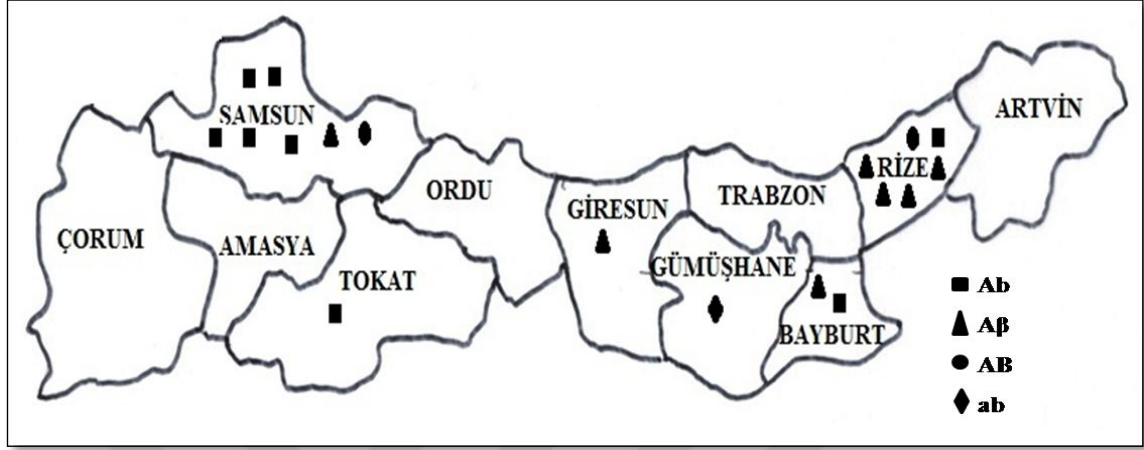 SAMSUN
ARTVİN
RİZE
ORDU
TRABZON
GİRESUN
ÇORUM
AMASYA
GÜMÜŞHANE
TOKAT
BAYBURT
Ab
Aβ
AB
ab